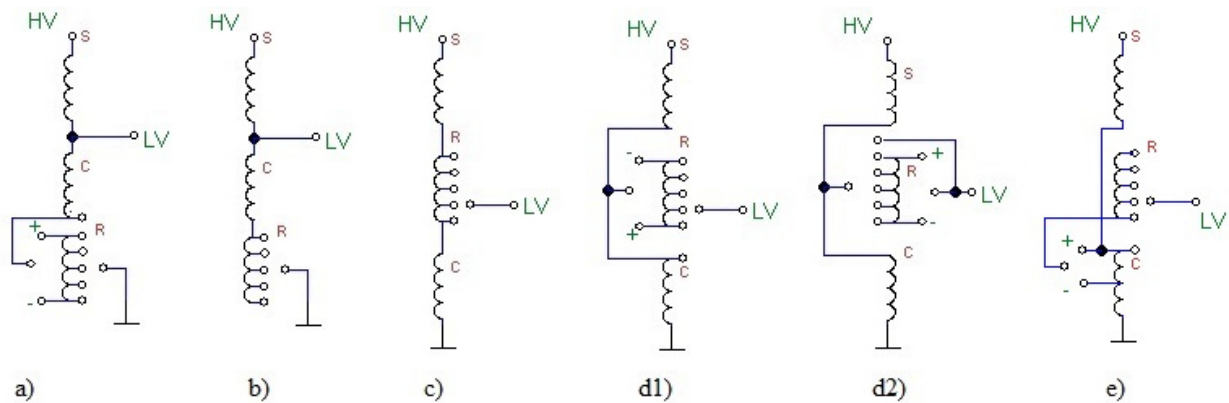 HV S LV C + R -
HV S LV C R
HV S R LV C
HV S R - LV + C
HV S + R LV - C
HV S R LV + C -
a) b) c) d1) d2) e)